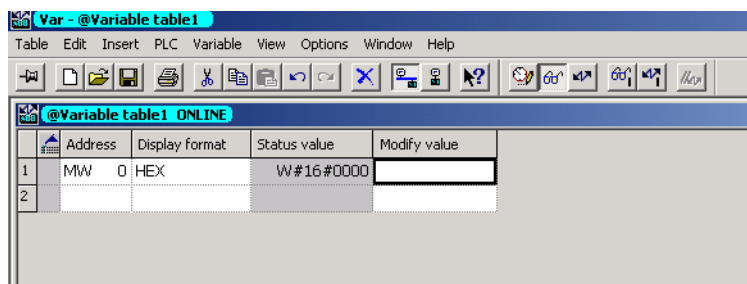 Var - @Variable table1
Table Edit Insert PLC Variable View Options Window Help
@Variable table1 ONLINE
Address Display format Status value Modify value
1 MW 0 HEX W#16#0000
2